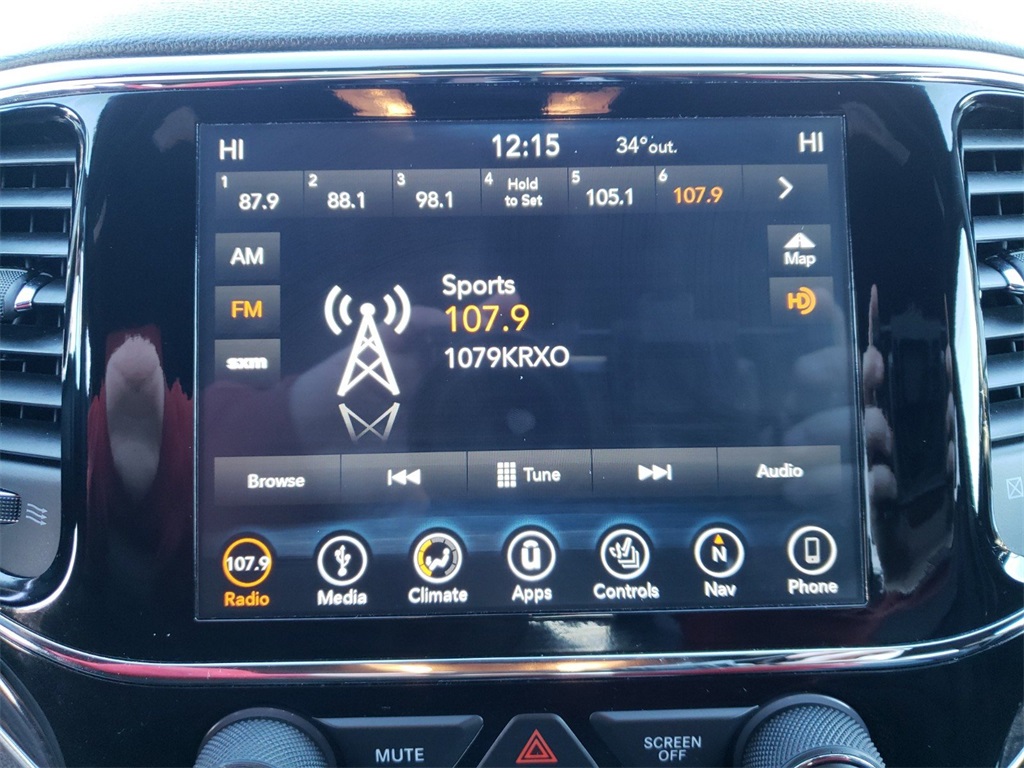 HI 12:15 34°out. HI
1 87.9 2 88.1 3 98.1 4 Hold to Set 5 105.1 6 107.9
AM
Map
FM
HD
sxm
Sports
107.9
1079KRXO
Browse Tune Audio
107.9 N
Radio Media Climate Apps Controls Nav Phone
MUTE SCREEN OFF